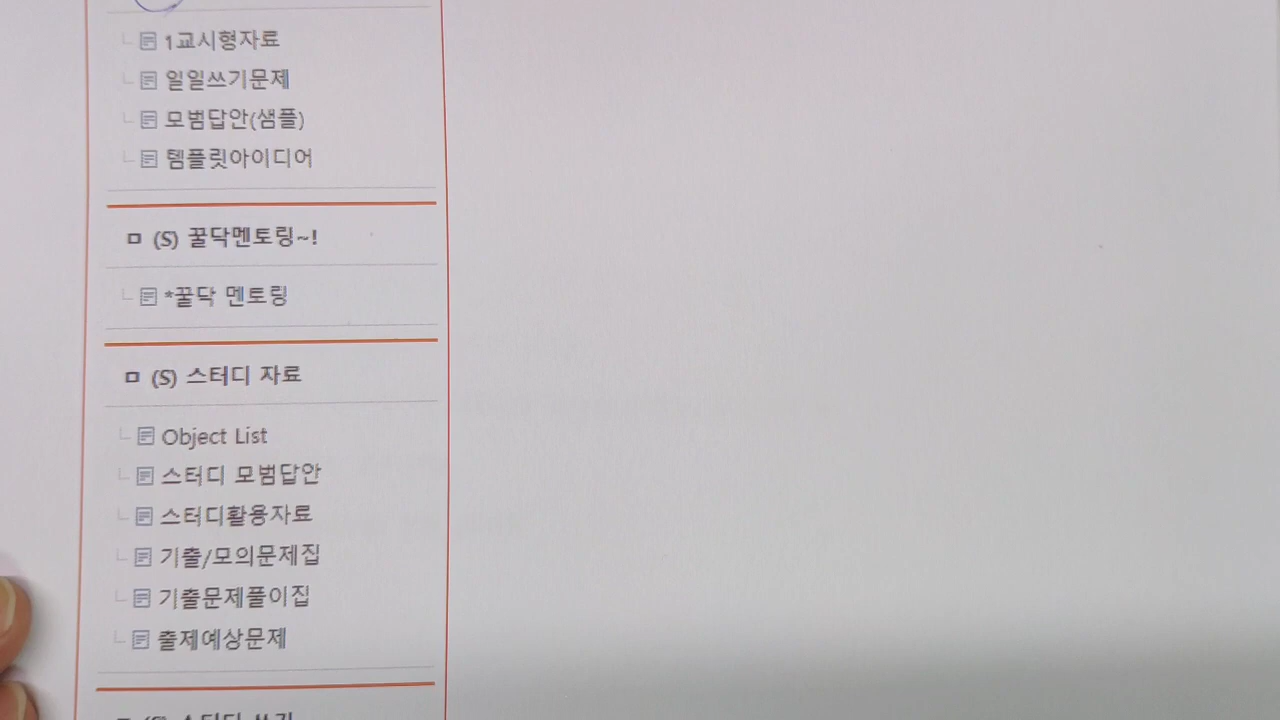 1교시형자료
일일쓰기문제
모범답안(샘플)
템플릿아이디어
ㅁ (S) 꿀닥멘토링~!
*꿀닥 멘토링
ㅁ (S) 스터디 자료
Object List
스터디 모범답안
스터디활용자료
기출/모의문제집
기출문제풀이집
출제예상문제